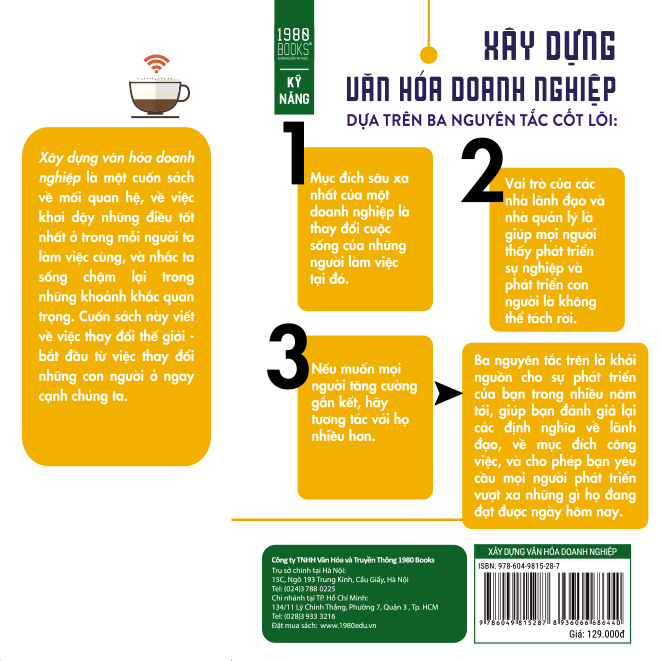 1980
BOOKS
KỸ
NĂNG
XÂY DỰNG
VĂN HÓA DOANH NGHIỆP
DỰA TRÊN BA NGUYÊN TẮC CỐT LÕI:
Xây dựng văn hóa doanh
nghiệp là một cuốn sách
về mối quan hệ, về việc
khơi dậy những điều tốt
nhất ở trong mỗi người ta
làm việc cùng, và nhắc ta
sống chậm lại trong
những khoảnh khắc quan
trọng. Cuốn sách này viết
về việc thay đổi thế giới -
bắt đầu từ việc thay đổi
những con người ở ngay
cạnh chúng ta.
1
Mục đích sâu xa
nhất của một
doanh nghiệp là
thay đổi cuộc
sống của những
người làm việc
tại đó.
2
Vai trò của các
nhà lãnh đạo và
nhà quản lý là
giúp mọi người
thấy phát triển
sự nghiệp và
phát triển con
người là không
thể tách rời.
3
Nếu muốn mọi
người tăng cường
gắn kết, hãy
tương tác với họ
nhiều hơn.
Ba nguyên tắc trên là khởi
nguồn cho sự phát triển
của bạn trong nhiều năm
tới, giúp bạn đánh giá lại
các định nghĩa về lãnh
đạo, về mục đích công
việc, và cho phép bạn yêu
cầu mọi người phát triển
vượt xa những gì họ đang
đạt được ngày hôm nay.
Công ty TNHH Văn Hóa và Truyền Thông 1980 Books
Trụ sở chính tại Hà Nội:
15C, Ngõ 193 Trung Kính, Cầu Giấy, Hà Nội
Tel: (024)3 788 0225
Chi nhánh tại TP. Hồ Chí Minh:
134/11 Lý Chính Thắng, Phường 7, Quận 3 , Tp. HCM
Tel: (028)3 933 3216
Đặt mua sách: www.1980edu.vn
XÂY DỰNG VĂN HÓA DOANH NGHIỆP
ISBN: 978-604-9815-28-7
9 786049 815287
8 936066 686440
Giá: 129.000đ